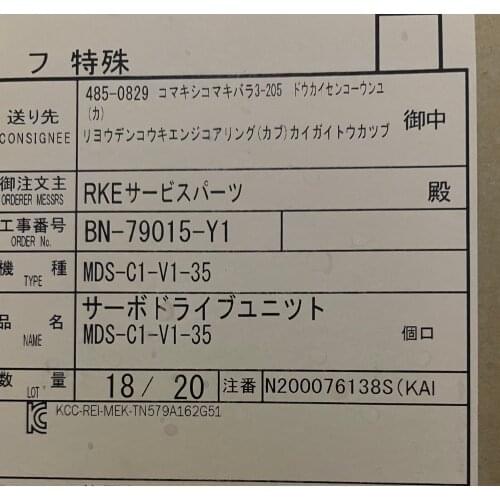 フ 特殊
送り先 CONSIGNEE 485-0829 コマキシコマキバラ3-205 ドウカイセンコーウンユ
(カ)
リヨウデンコウキエンジコアリング(カブ)カイガイトウカツブ 御中
御注文主 ORDERER MESSRS RKEサービスパーツ 殿
工事番号 ORDER No. BN-79015-Y1
機種 TYPE MDS-C1-V1-35
品名 NAME サーボドライブユニツト
MDS-C1-V1-35 個口
数量 LOT 18/ 20 注番 N200076138S(KAI
KCC-REI-MEK-TN579A162G51